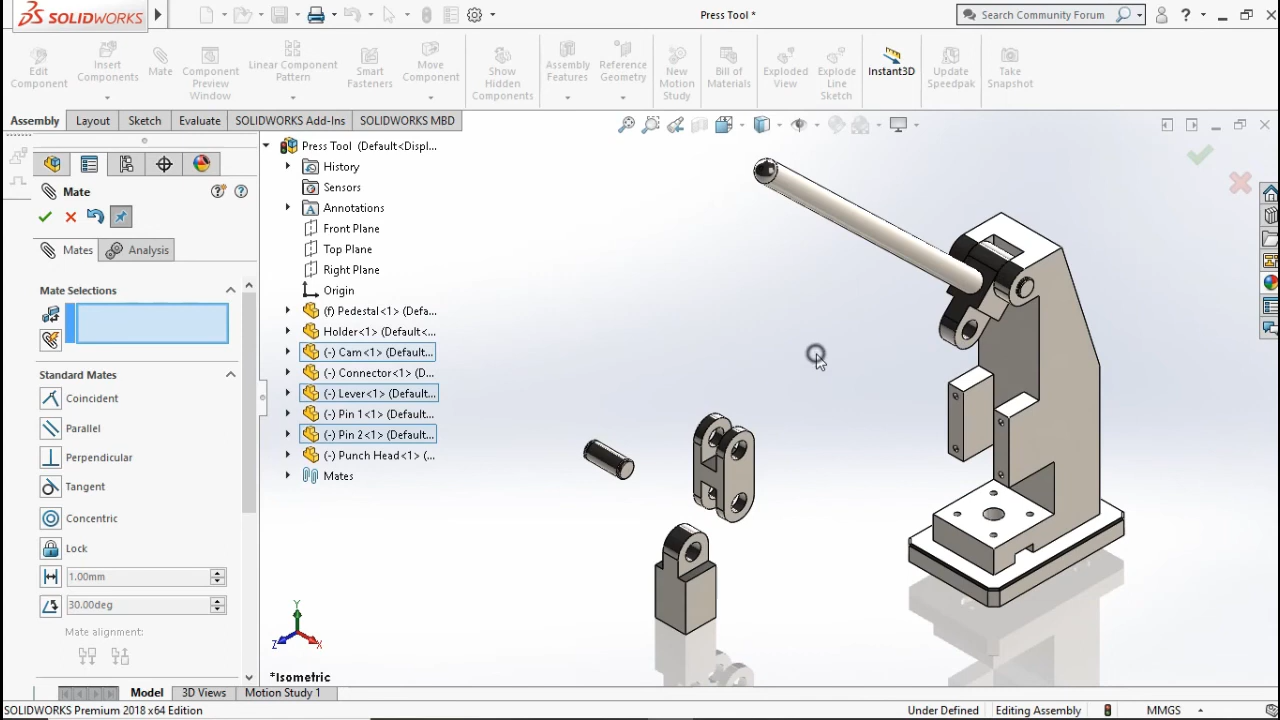 SOLIDWORKS
Press Tool *
Search Community Forum
?
Edit Component
Insert Components
Mate
Component Preview Window
Linear Component Pattern
Smart Fasteners
Move Component
Show Hidden Components
Assembly Features
Reference Geometry
New Motion Study
Bill of Materials
Exploded View
Explode Line Sketch
Instant3D
Update Speedpak
Take Snapshot
Assembly
Layout
Sketch
Evaluate
SOLIDWORKS Add-Ins
SOLIDWORKS MBD
Mate
Mates
Analysis
Mate Selections
Standard Mates
Coincident
Parallel
Perpendicular
Tangent
Concentric
Lock
1.00mm
30.00deg
Mate alignment:
Press Tool (Default<Displ...
History
Sensors
Annotations
Front Plane
Top Plane
Right Plane
Origin
(f) Pedestal<1> (Defa...
Holder<1> (Default<...
(-) Cam<1> (Default...
(-) Connector<1> (D...
(-) Lever<1> (Default...
(-) Pin 1<1> (Default...
(-) Pin 2<1> (Default...
(-) Punch Head<1> (...
Mates
Y
Z
X
*Isometric
Model
3D Views
Motion Study 1
SOLIDWORKS Premium 2018 x64 Edition
Under Defined
Editing Assembly
MMGS